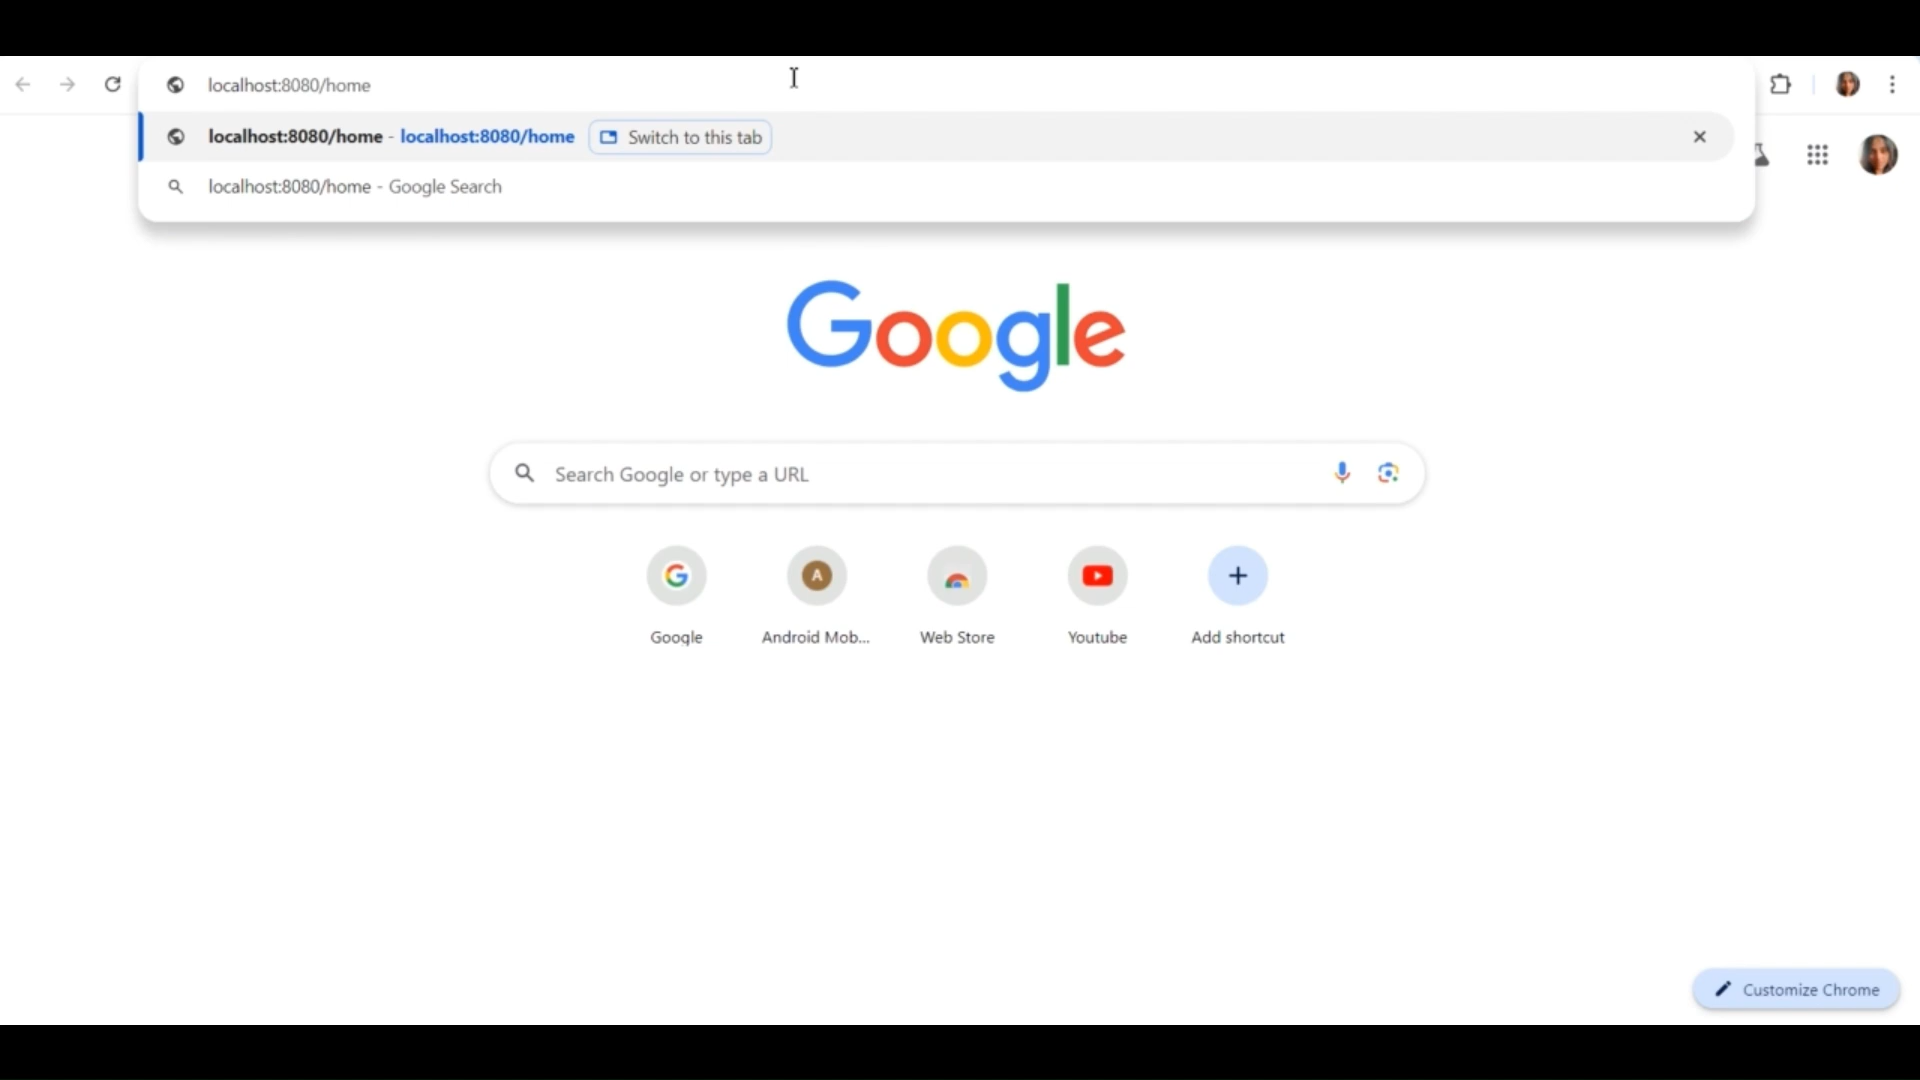 localhost:8080/home
localhost:8080/home - localhost:8080/home Switch to this tab
localhost:8080/home - Google Search
Google
Search Google or type a URL
A
Google Android Mob... Web Store Youtube Add shortcut
Customize Chrome